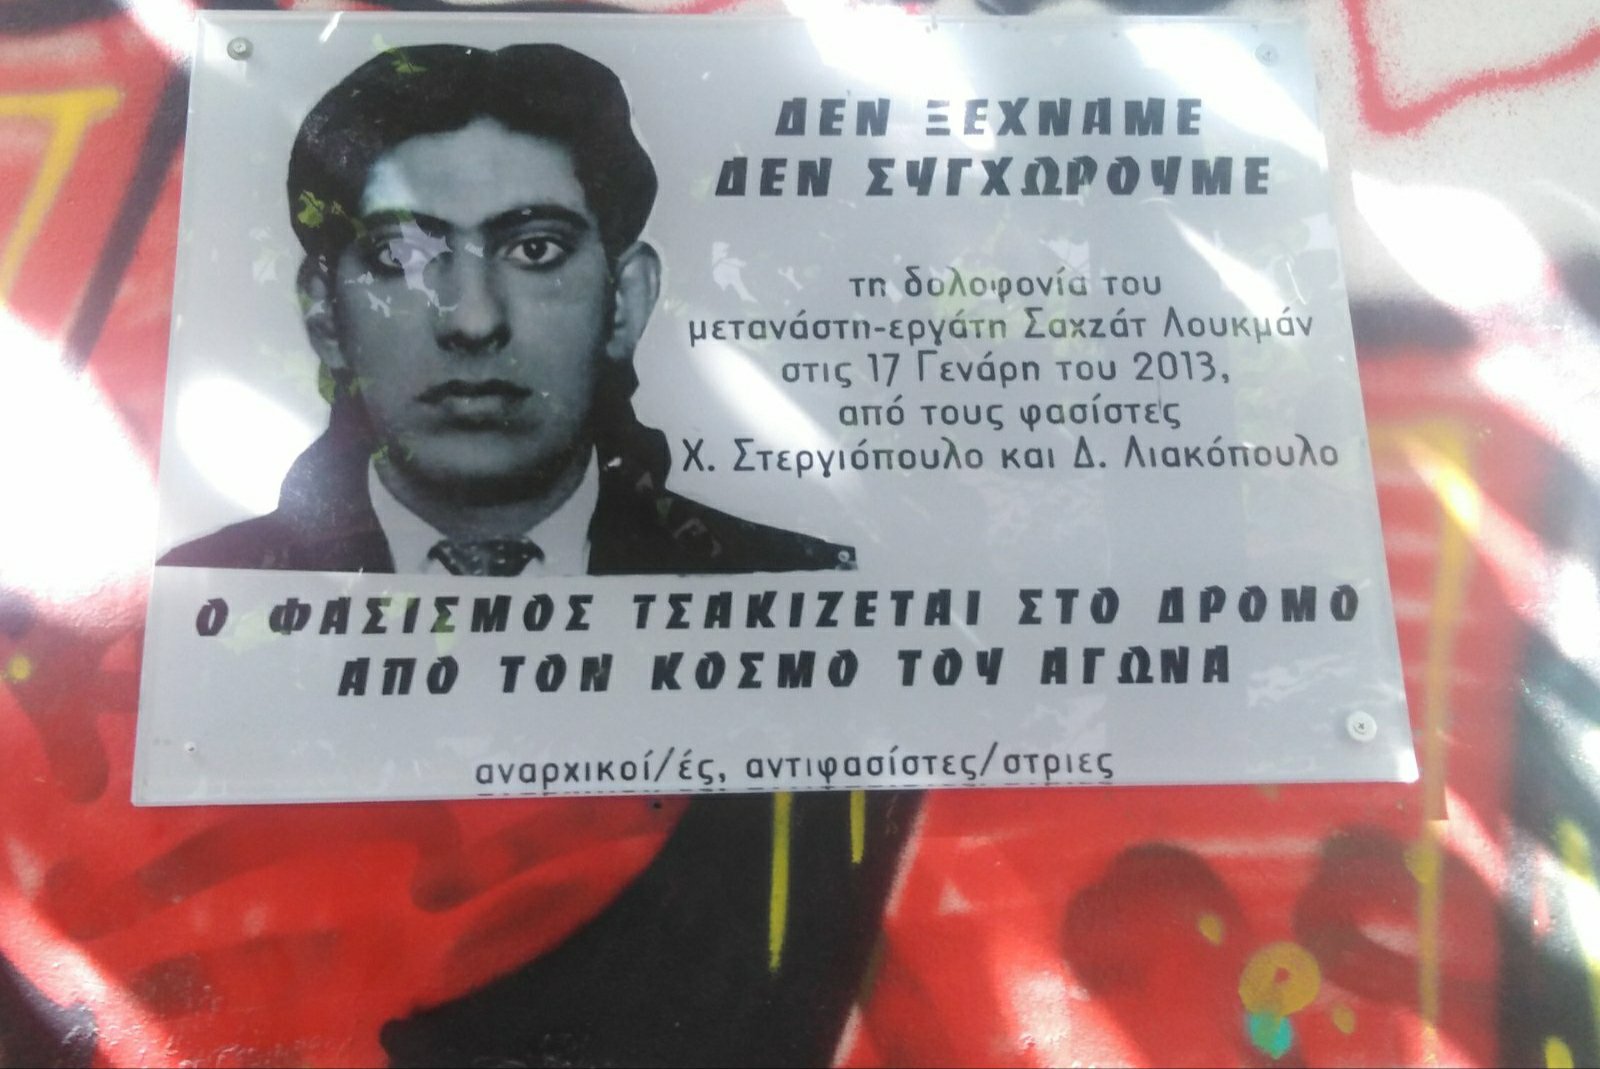 ΔΕΝ ΞΕΧΝΑΜΕ
ΔΕΝ ΣΥΓΧΩΡΟΥΜΕ
τη δολοφονία του
μετανάστη-εργάτη Σαχζάτ Λουκμάν
στις 17 Γενάρη του 2013,
από τους φασίστες
Χ. Στεργιόπουλο και Δ. Λιακόπουλο
Ο ΦΑΣΙΣΜΟΣ ΤΣΑΚΙΖΕΤΑΙ ΣΤΟ ΔΡΟΜΟ
ΑΠΟ ΤΟΝ ΚΟΣΜΟ ΤΟΥ ΑΓΩΝΑ
αναρχικοί/ές, αντιφασίστες/στριες